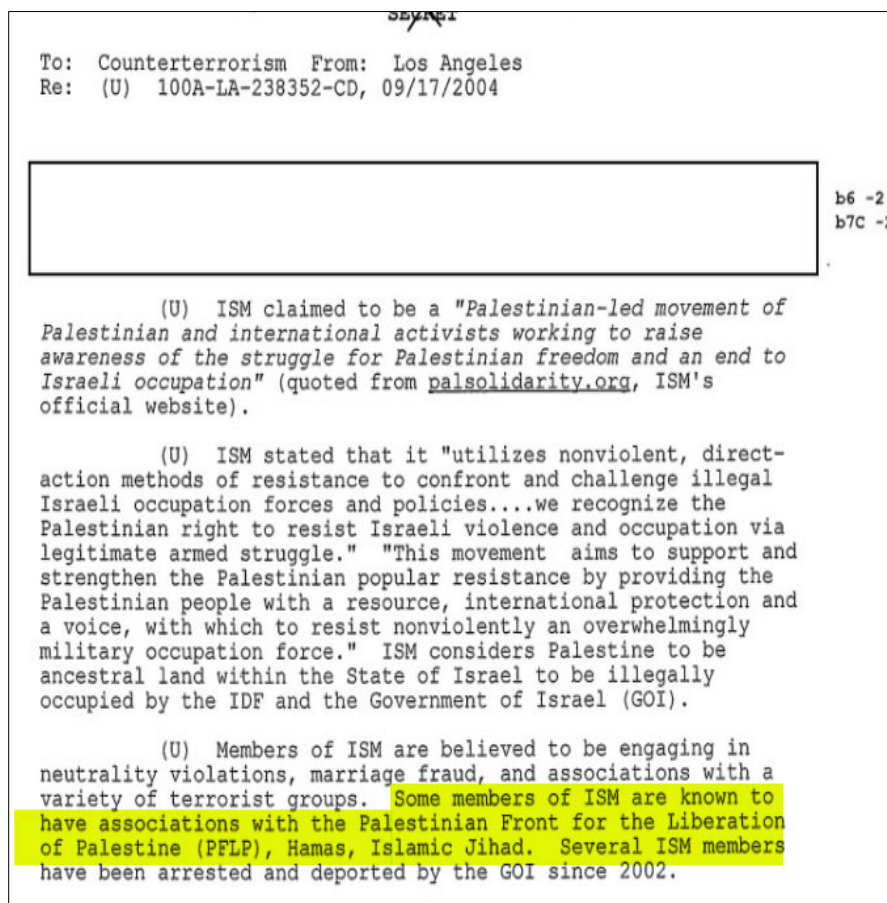 SECRET
To: Counterterrorism From: Los Angeles
Re: (U) 100A-LA-238352-CD, 09/17/2004
b6 -2
b7C -2
(U) ISM claimed to be a "Palestinian-led movement of
Palestinian and international activists working to raise
awareness of the struggle for Palestinian freedom and an end to
Israeli occupation" (quoted from palsolidarity.org, ISM's
official website).
(U) ISM stated that it "utilizes nonviolent, direct-
action methods of resistance to confront and challenge illegal
Israeli occupation forces and policies....we recognize the
Palestinian right to resist Israeli violence and occupation via
legitimate armed struggle." "This movement aims to support and
strengthen the Palestinian popular resistance by providing the
Palestinian people with a resource, international protection and
a voice, with which to resist nonviolently an overwhelmingly
military occupation force." ISM considers Palestine to be
ancestral land within the State of Israel to be illegally
occupied by the IDF and the Government of Israel (GOI).
(U) Members of ISM are believed to be engaging in
neutrality violations, marriage fraud, and associations with a
variety of terrorist groups. Some members of ISM are known to
have associations with the Palestinian Front for the Liberation
of Palestine (PFLP), Hamas, Islamic Jihad. Several ISM members
have been arrested and deported by the GOI since 2002.